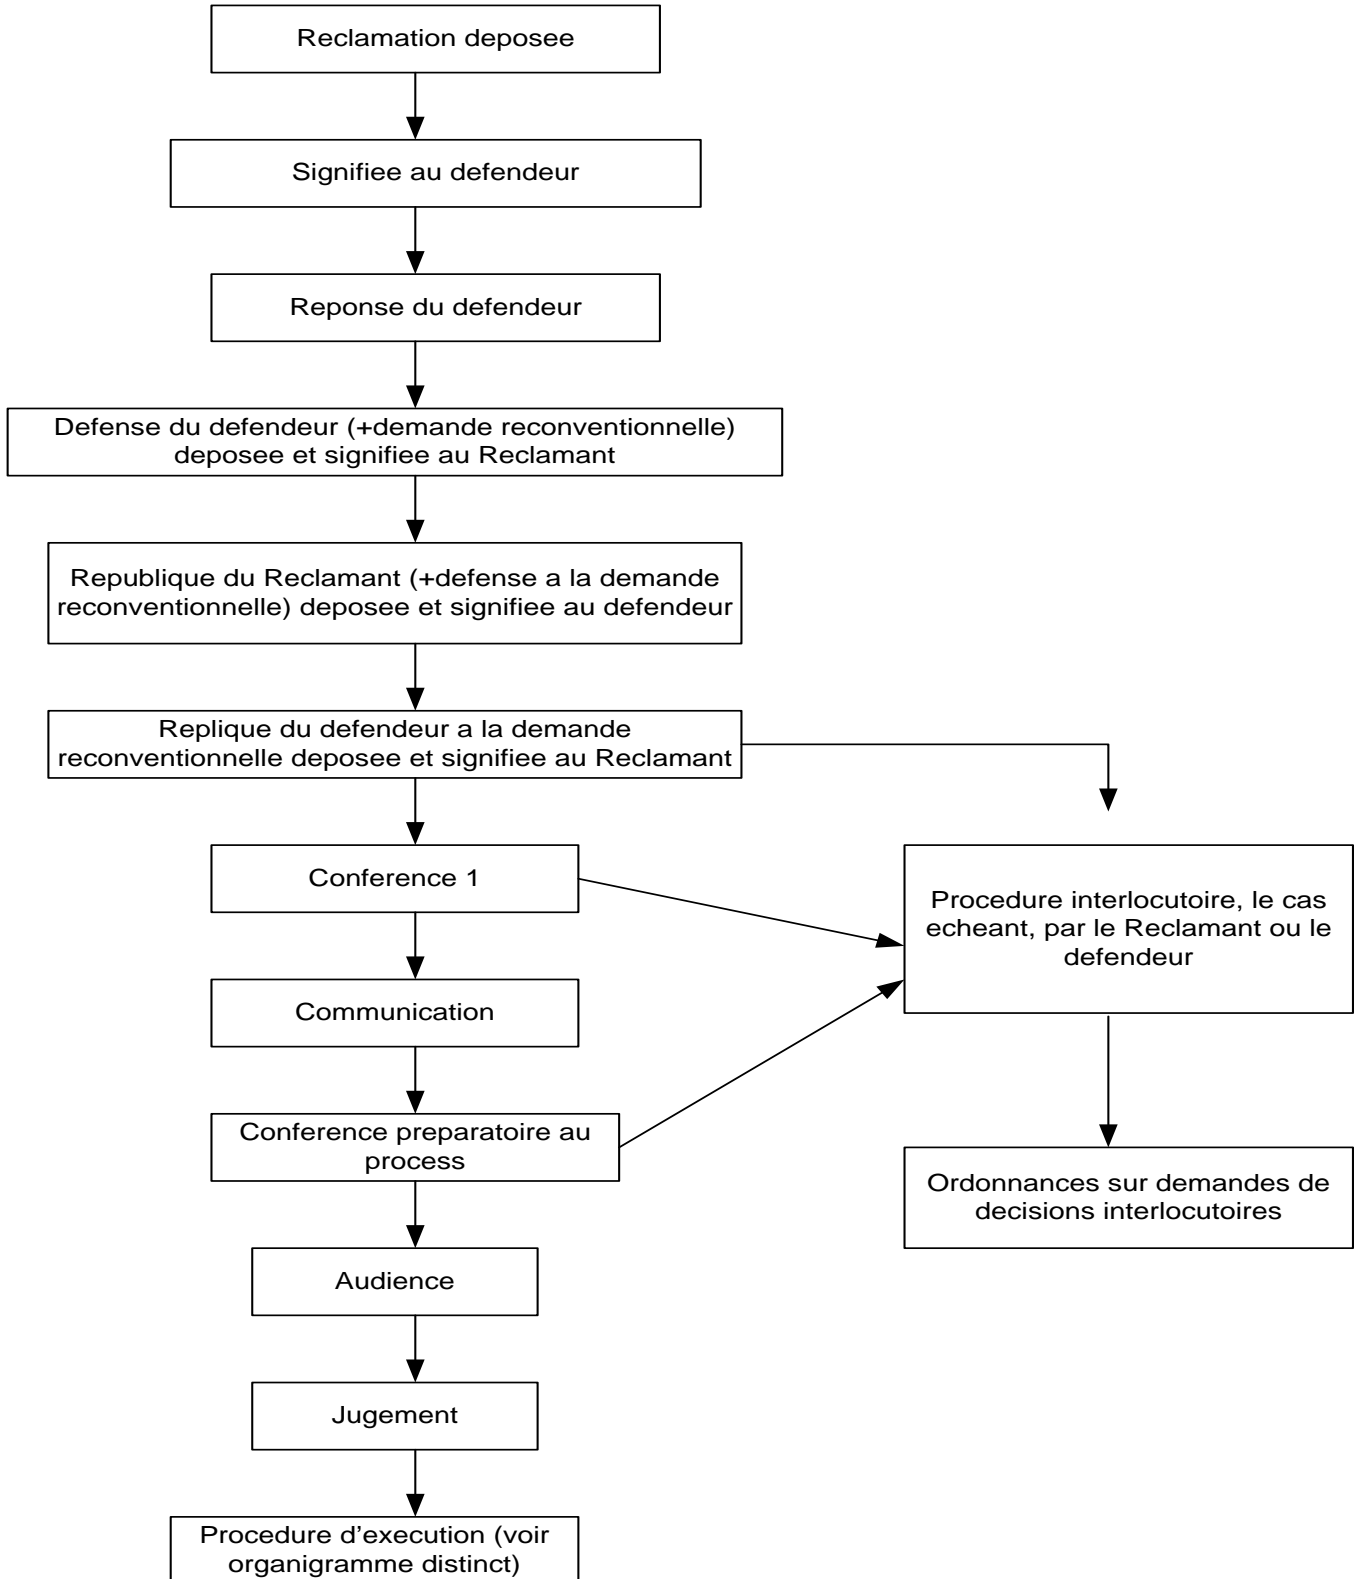 Reclamation deposee
Signifiee au defendeur
Reponse du defendeur
Defense du defendeur (+demande reconventionnelle)
deposee et signifiee au Reclamant
Republique du Reclamant (+defense a la demande
reconventionnelle) deposee et signifiee au defendeur
Replique du defendeur a la demande
reconventionnelle deposee et signifiee au Reclamant
Conference 1
Procedure interlocutoire, le cas
echeant, par le Reclamant ou le
defendeur
Communication
Conference preparatoire au
process
Ordonnances sur demandes de
decisions interlocutoires
Audience
Jugement
Procedure d’execution (voir
organigramme distinct)